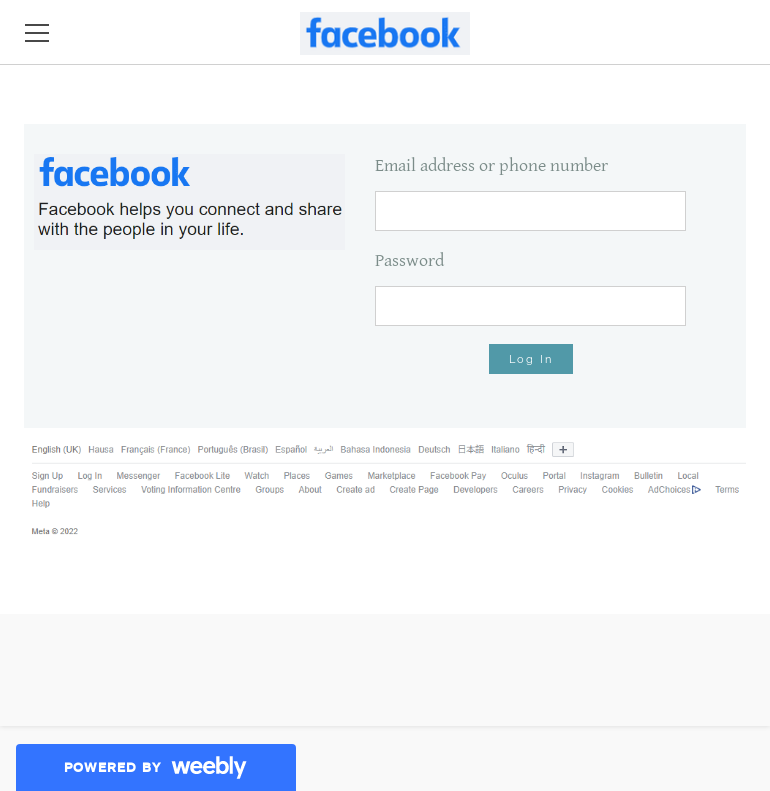 facebook
facebook
Facebook helps you connect and share
with the people in your life.
Email address or phone number
Password
Log In
English (UK) Hausa Français (France) Português (Brasil) Español العربية Bahasa Indonesia Deutsch 日本語 Italiano हिन्दी +
Sign Up Log In Messenger Facebook Lite Watch Places Games Marketplace Facebook Pay Oculus Portal Instagram Bulletin Local
Fundraisers Services Voting Information Centre Groups About Create ad Create Page Developers Careers Privacy Cookies AdChoices Terms
Help
Meta © 2022
POWERED BY weebly